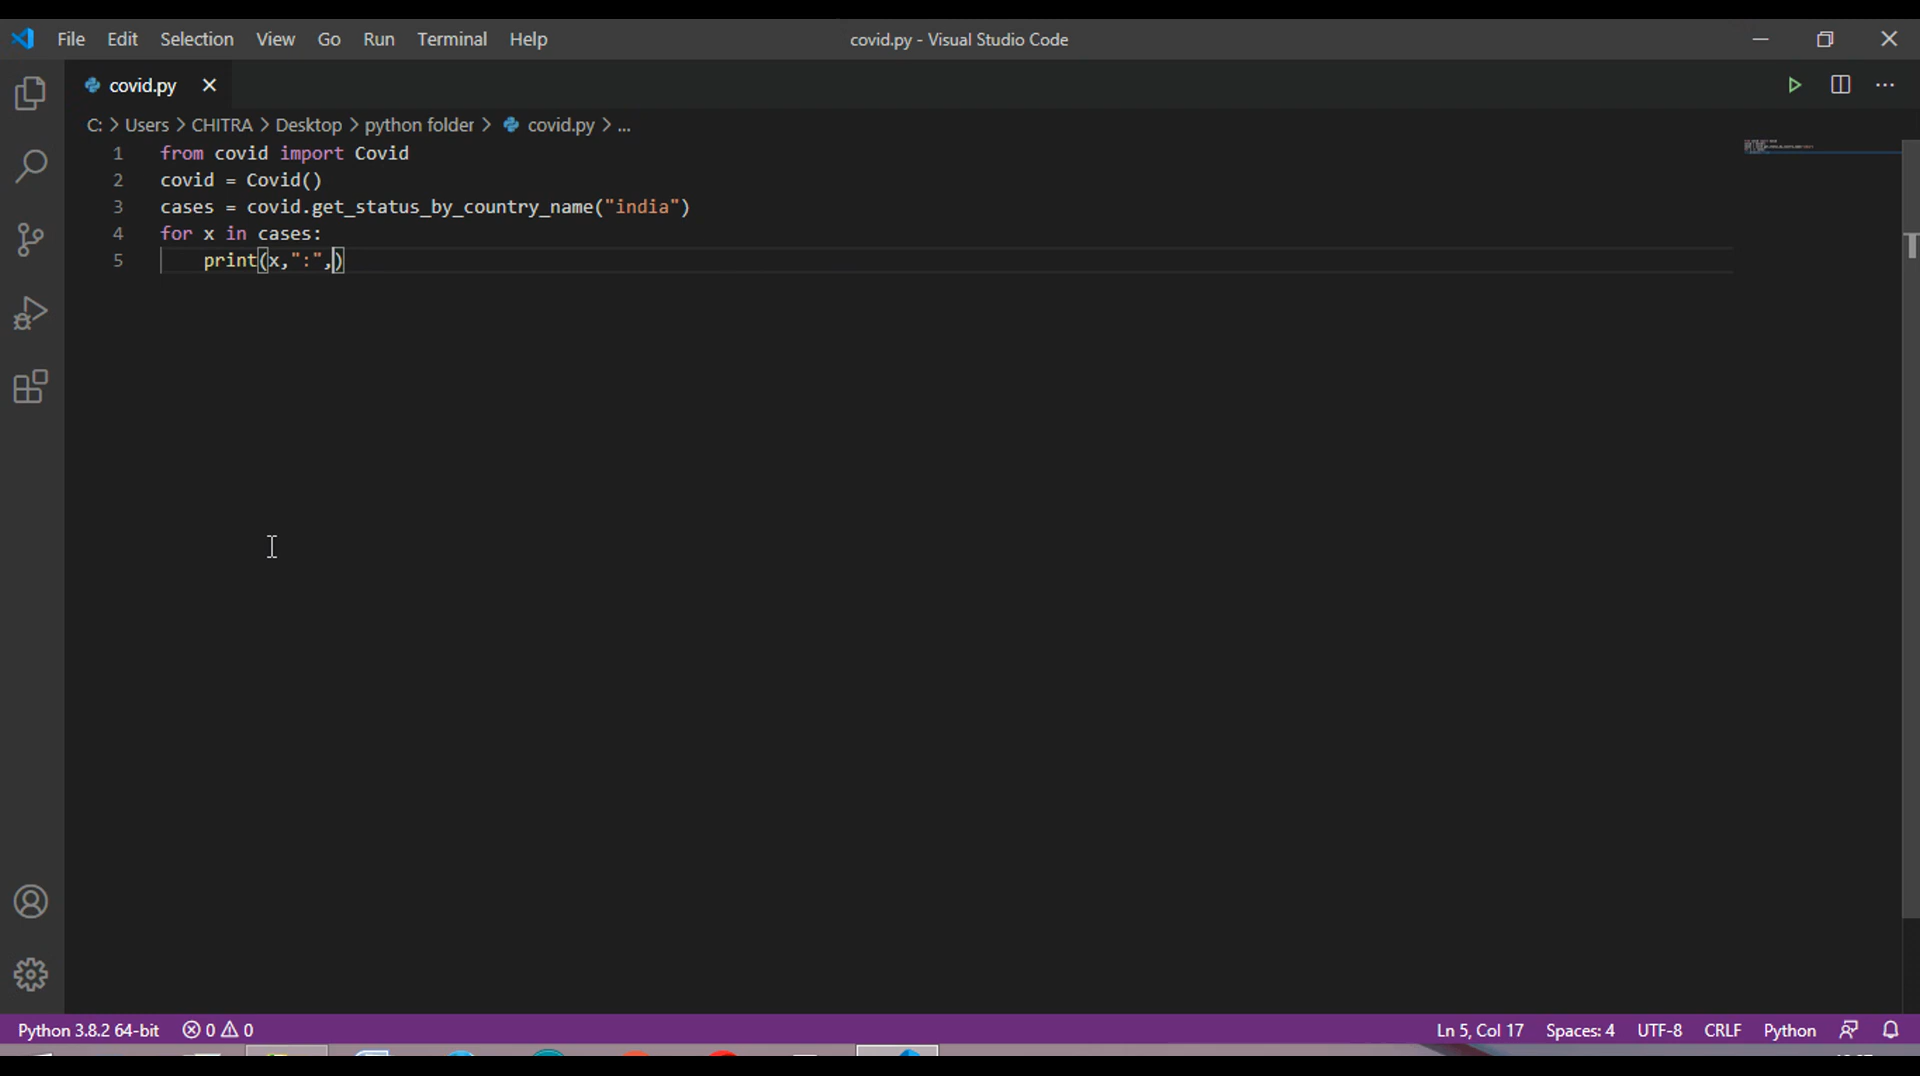 File Edit Selection View Go Run Terminal Help covid.py - Visual Studio Code
covid.py
C: > Users > CHITRA > Desktop > python folder > covid.py > ...
1 from covid import Covid
2 covid = Covid()
3 cases = covid.get_status_by_country_name("india")
4 for x in cases:
5     print(x,":",)
Python 3.8.2 64-bit 0 0 Ln 5, Col 17 Spaces: 4 UTF-8 CRLF Python